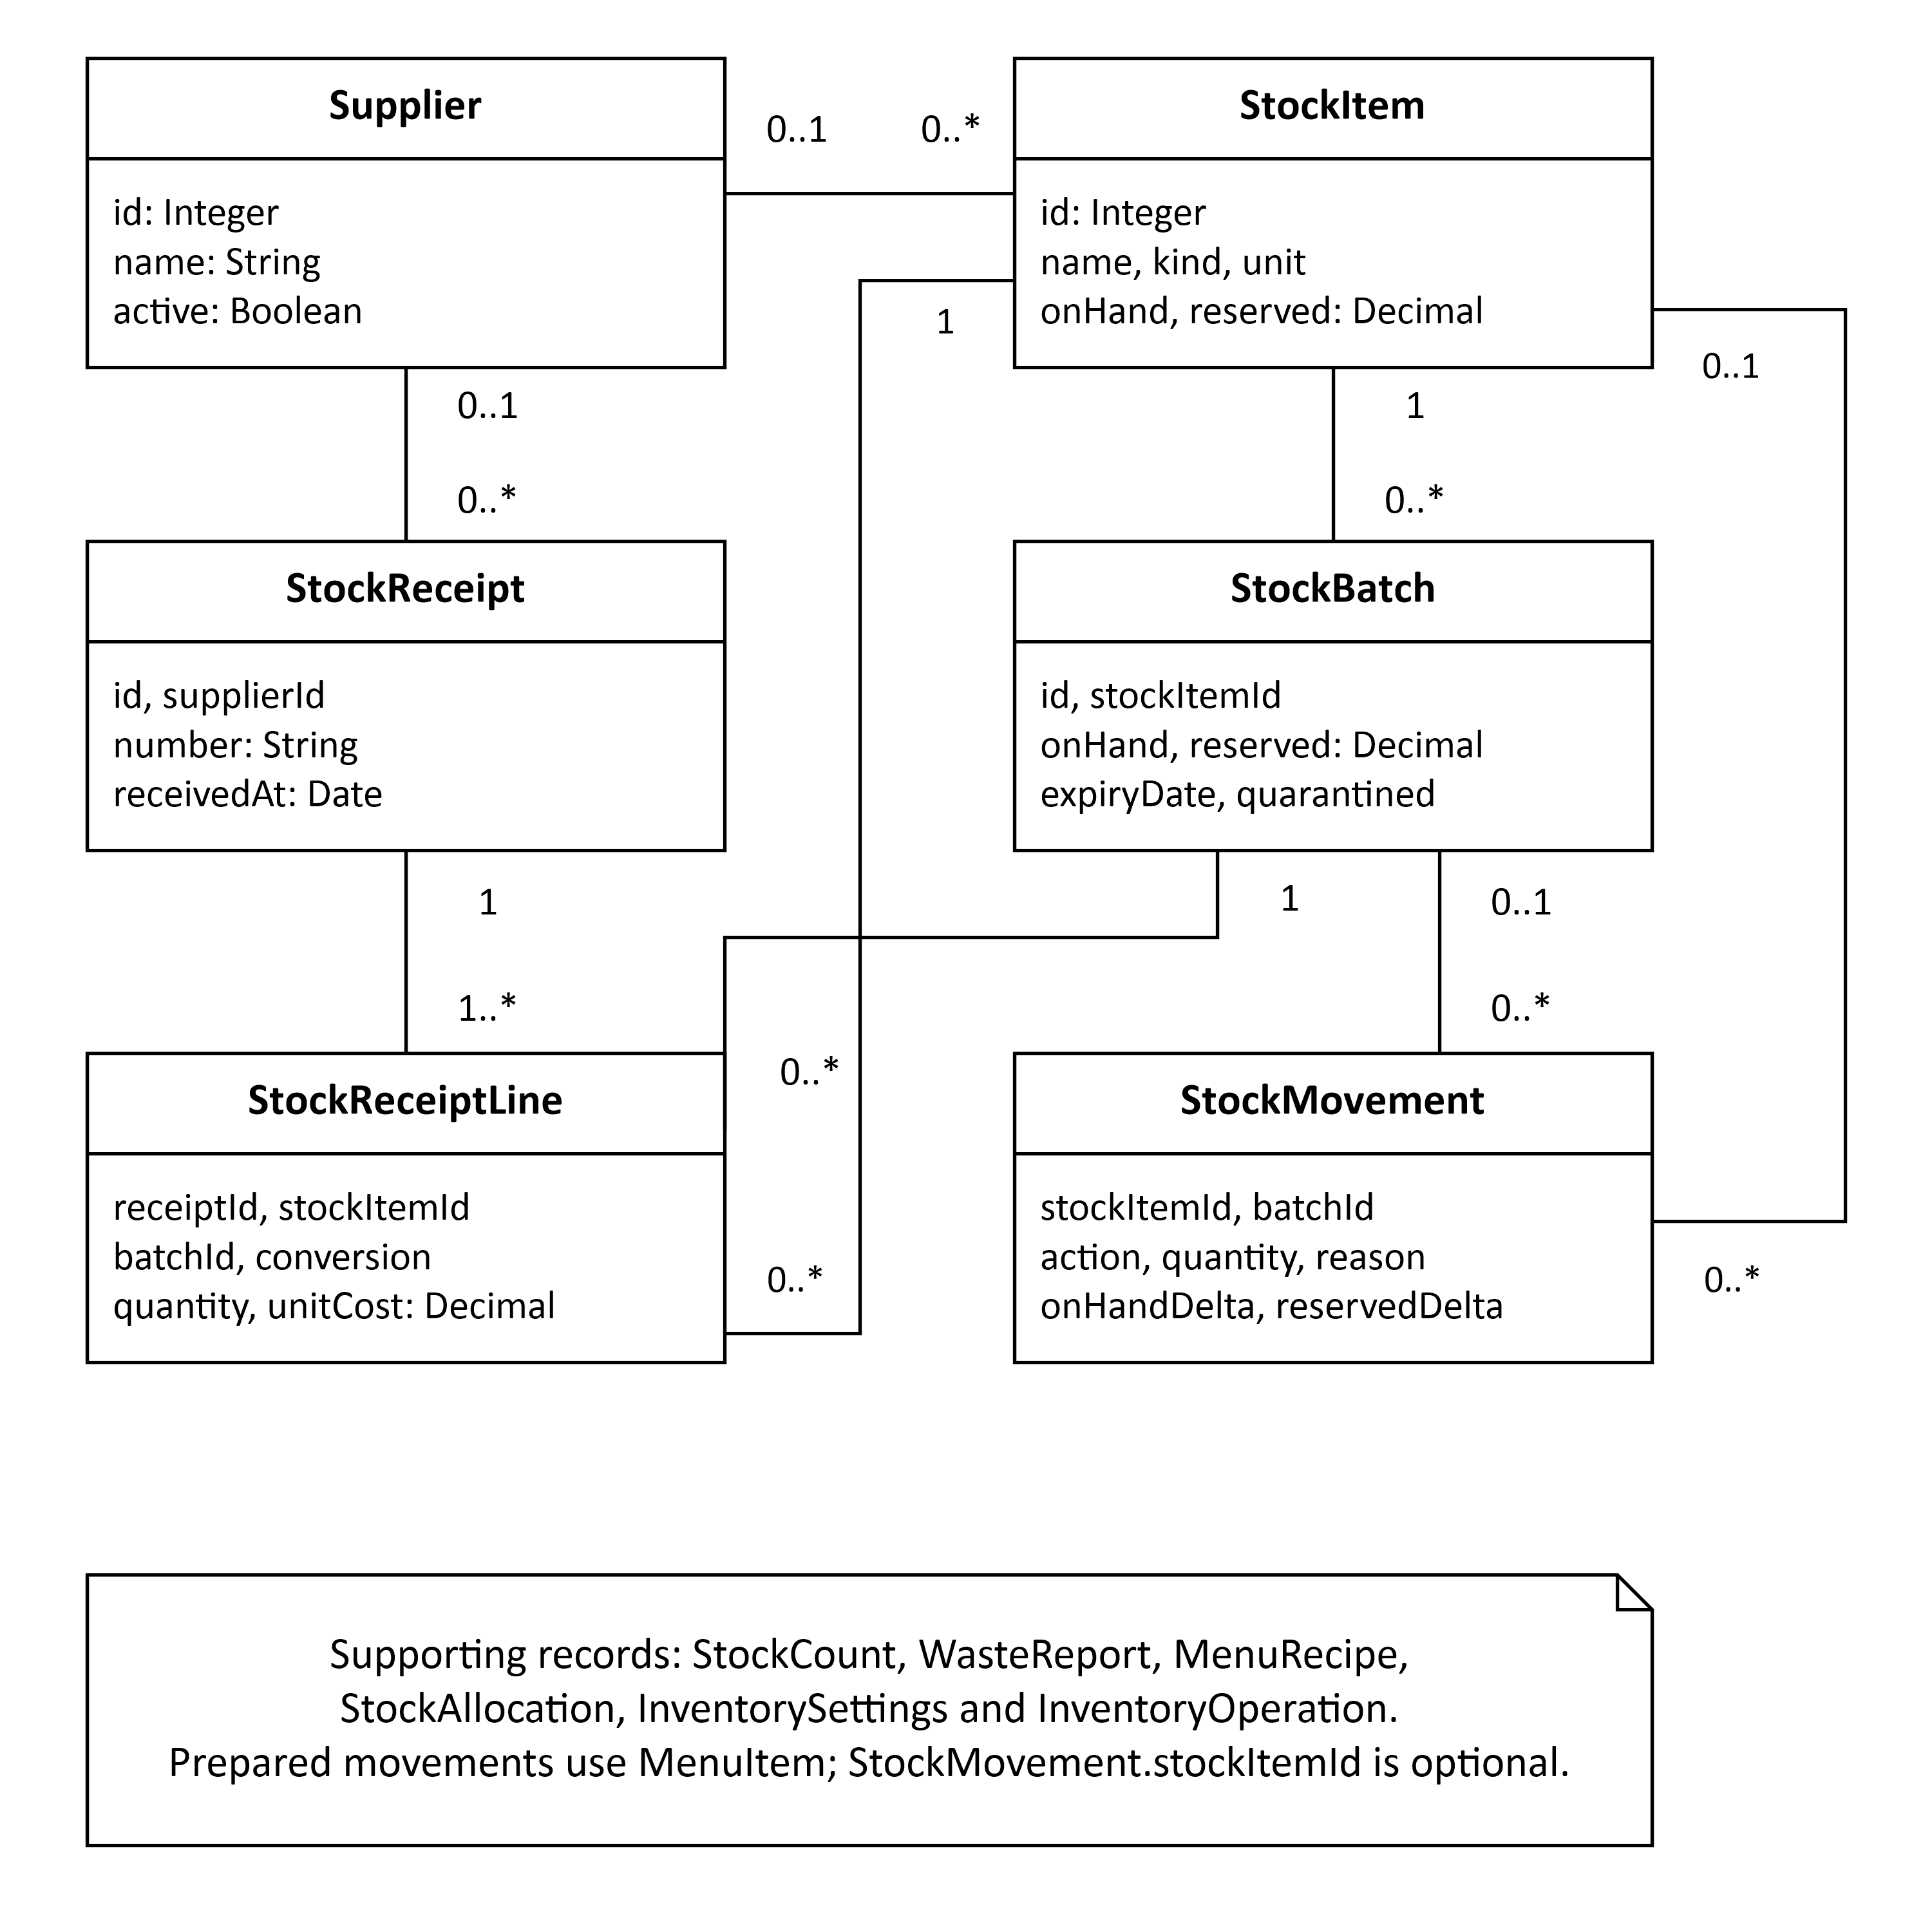 Supplier
id: Integer
name: String
active: Boolean
0..1
0..*
StockItem
id: Integer
name, kind, unit
onHand, reserved: Decimal
1
0..1
0..1
0..*
1
0..*
StockReceipt
id, supplierId
number: String
receivedAt: Date
StockBatch
id, stockItemId
onHand, reserved: Decimal
expiryDate, quarantined
1
1..*
1
0..1
0..*
0..*
StockReceiptLine
receiptId, stockItemId
batchId, conversion
quantity, unitCost: Decimal
0..*
StockMovement
stockItemId, batchId
action, quantity, reason
onHandDelta, reservedDelta
0..*
Supporting records: StockCount, WasteReport, MenuRecipe,
StockAllocation, InventorySettings and InventoryOperation.
Prepared movements use MenuItem; StockMovement.stockItemId is optional.